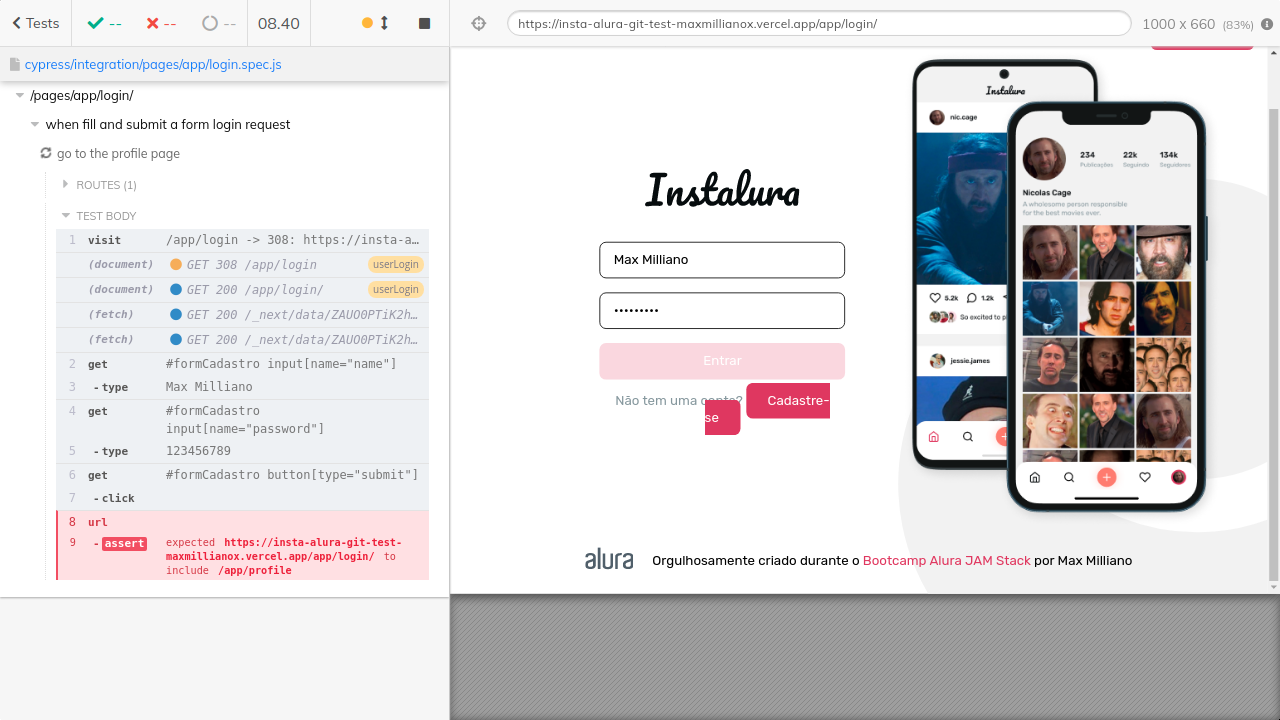 Tests
--
--
--
08.40
https://insta-alura-git-test-maxmillianox.vercel.app/app/login/
1000 x 660 (83%)
cypress/integration/pages/app/login.spec.js
/pages/app/login/
when fill and submit a form login request
go to the profile page
ROUTES (1)
TEST BODY
1 visit /app/login -> 308: https://insta-a…
(document) GET 308 /app/login userLogin
(document) GET 200 /app/login/ userLogin
(fetch) GET 200 /_next/data/ZAUO0PTiK2h…
(fetch) GET 200 /_next/data/ZAUO0PTiK2h…
2 get #formCadastro input[name="name"]
3 -type Max Milliano
4 get #formCadastro
input[name="password"]
5 -type 123456789
6 get #formCadastro button[type="submit"]
7 -click
8 url
9 -assert expected https://insta-alura-git-test-
maxmillianox.vercel.app/app/login/ to
include /app/profile
Instalura
Max Milliano
•••••••••
Entrar
Não tem uma conta? Cadastre-
se
Instalura
nic.cage
5.2k 1.2k
So excited to p
jessie.james
234 22k 134k
Publicações Seguindo Seguidores
Nicolas Cage
A wholesome person responsible
for the best movies ever.
alura
Orgulhosamente criado durante o Bootcamp Alura JAM Stack por Max Milliano